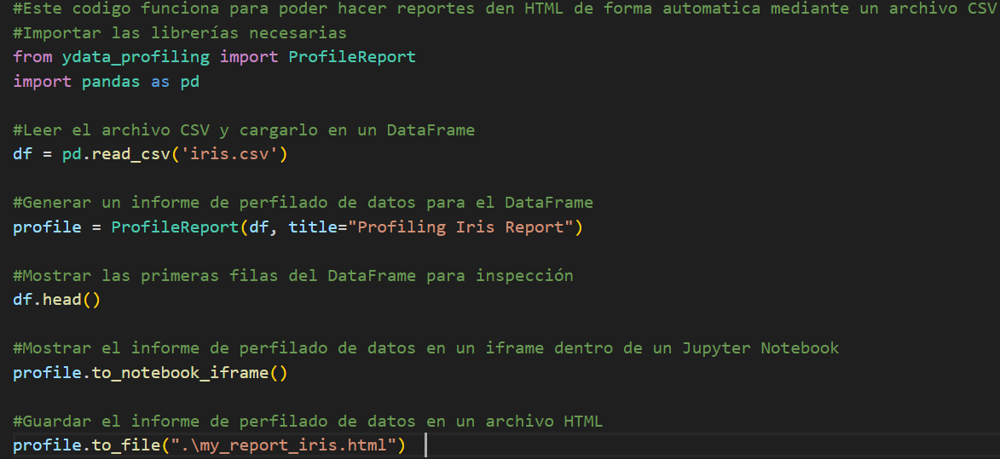 #Este codigo funciona para poder hacer reportes den HTML de forma automatica mediante un archivo CSV
#Importar las librerías necesarias
from ydata_profiling import ProfileReport
import pandas as pd
#Leer el archivo CSV y cargarlo en un DataFrame
df = pd.read_csv('iris.csv')
#Generar un informe de perfilado de datos para el DataFrame
profile = ProfileReport(df, title="Profiling Iris Report")
#Mostrar las primeras filas del DataFrame para inspección
df.head()
#Mostrar el informe de perfilado de datos en un iframe dentro de un Jupyter Notebook
profile.to_notebook_iframe()
#Guardar el informe de perfilado de datos en un archivo HTML
profile.to_file(".\my_report_iris.html")